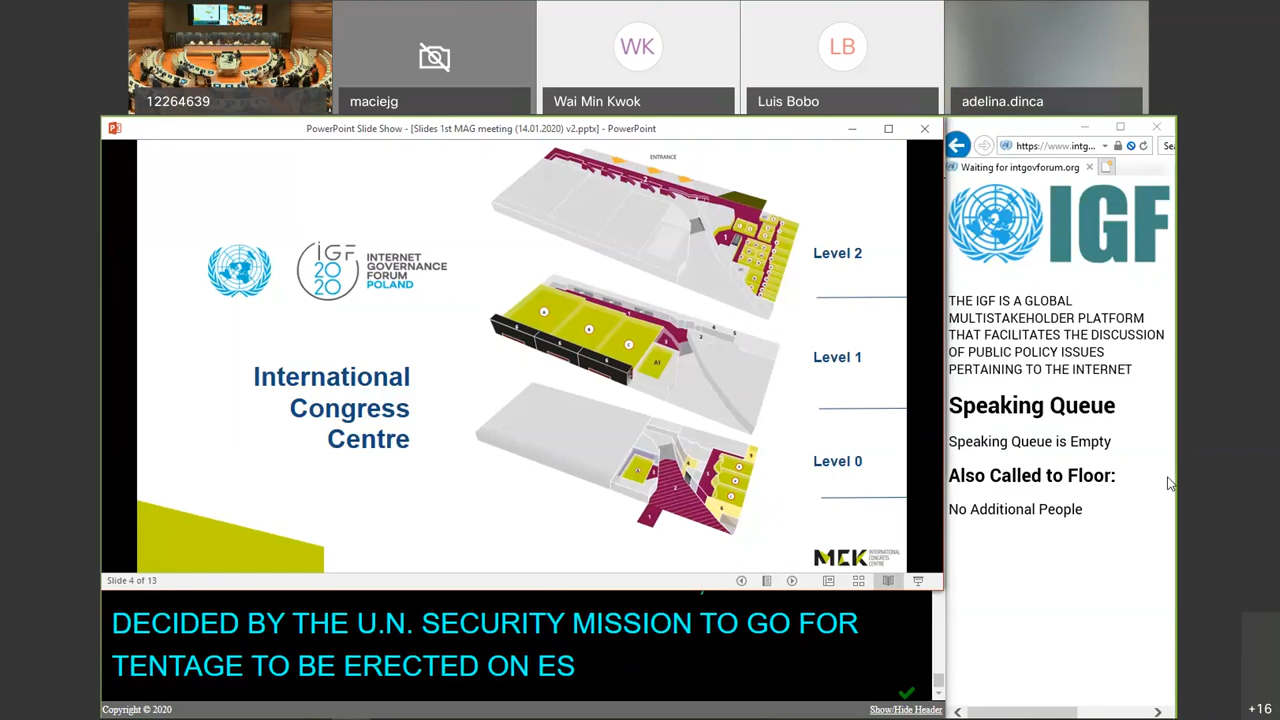 12264639
maciejg
WK
Wai Min Kwok
LB
Luis Bobo
adelina.dinca
PowerPoint Slide Show - [Slides 1st MAG meeting (14.01.2020) v2.pptx] - PowerPoint
ENTRANCE
IGF
20
20
INTERNET
GOVERNANCE
FORUM
POLAND
International
Congress
Centre
Level 2
Level 1
Level 0
A
B
C
A1
MCK INTERNATIONAL
CONGRESS
CENTRE
Slide 4 of 13
DECIDED BY THE U.N. SECURITY MISSION TO GO FOR
TENTAGE TO BE ERECTED ON ES
Copyright © 2020
Show/Hide Header
https://www.intg...
Waiting for intgovforum.org
IGF
THE IGF IS A GLOBAL
MULTISTAKEHOLDER PLATFORM
THAT FACILITATES THE DISCUSSION
OF PUBLIC POLICY ISSUES
PERTAINING TO THE INTERNET
Speaking Queue
Speaking Queue is Empty
Also Called to Floor:
No Additional People
+16